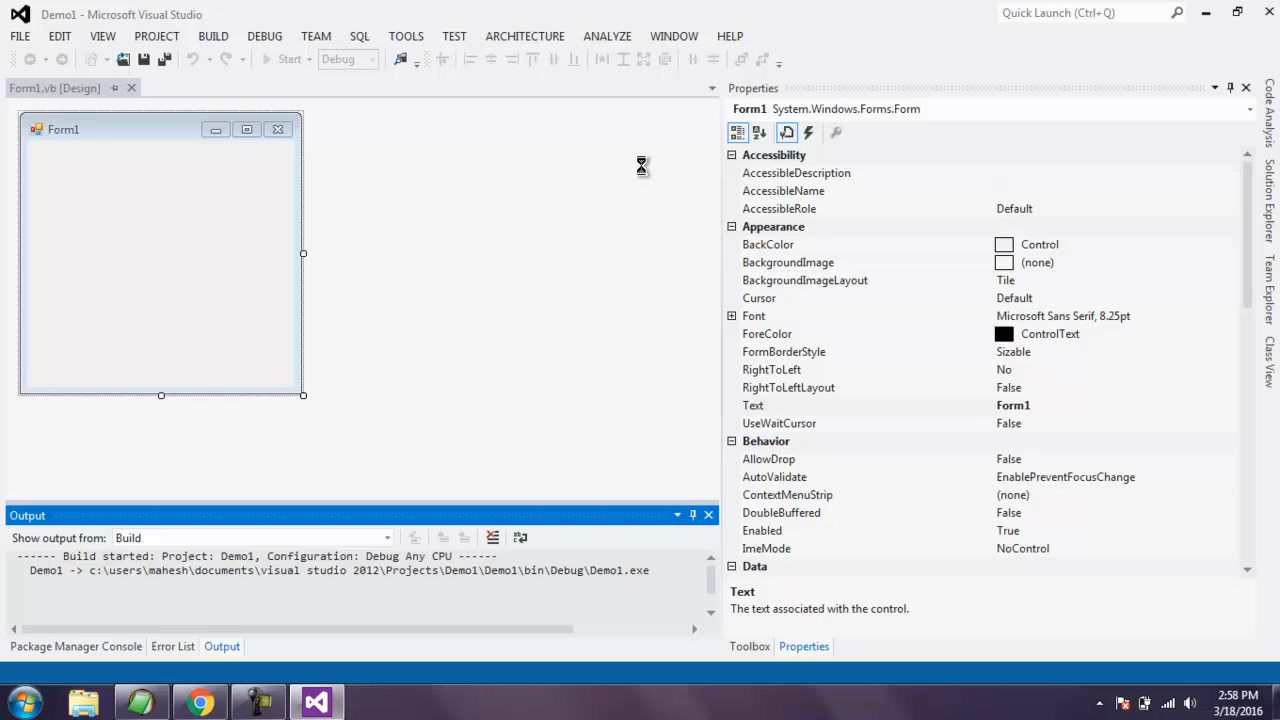 Demo1 - Microsoft Visual Studio
Quick Launch (Ctrl+Q)
FILE EDIT VIEW PROJECT BUILD DEBUG TEAM SQL TOOLS TEST ARCHITECTURE ANALYZE WINDOW HELP
Start Debug
Form1.vb [Design]
Form1
Properties
Form1 System.Windows.Forms.Form
Accessibility
AccessibleDescription
AccessibleName
AccessibleRole Default
Appearance
BackColor Control
BackgroundImage (none)
BackgroundImageLayout Tile
Cursor Default
Font Microsoft Sans Serif, 8.25pt
ForeColor ControlText
FormBorderStyle Sizable
RightToLeft No
RightToLeftLayout False
Text Form1
UseWaitCursor False
Behavior
AllowDrop False
AutoValidate EnablePreventFocusChange
ContextMenuStrip (none)
DoubleBuffered False
Enabled True
ImeMode NoControl
Data
Text
The text associated with the control.
Toolbox Properties
Code Analysis
Solution Explorer
Team Explorer
Class View
Output
Show output from: Build
------ Build started: Project: Demo1, Configuration: Debug Any CPU ------
Demo1 -> c:\users\mahesh\documents\visual studio 2012\Projects\Demo1\Demo1\bin\Debug\Demo1.exe
Package Manager Console Error List Output
2:58 PM
3/18/2016